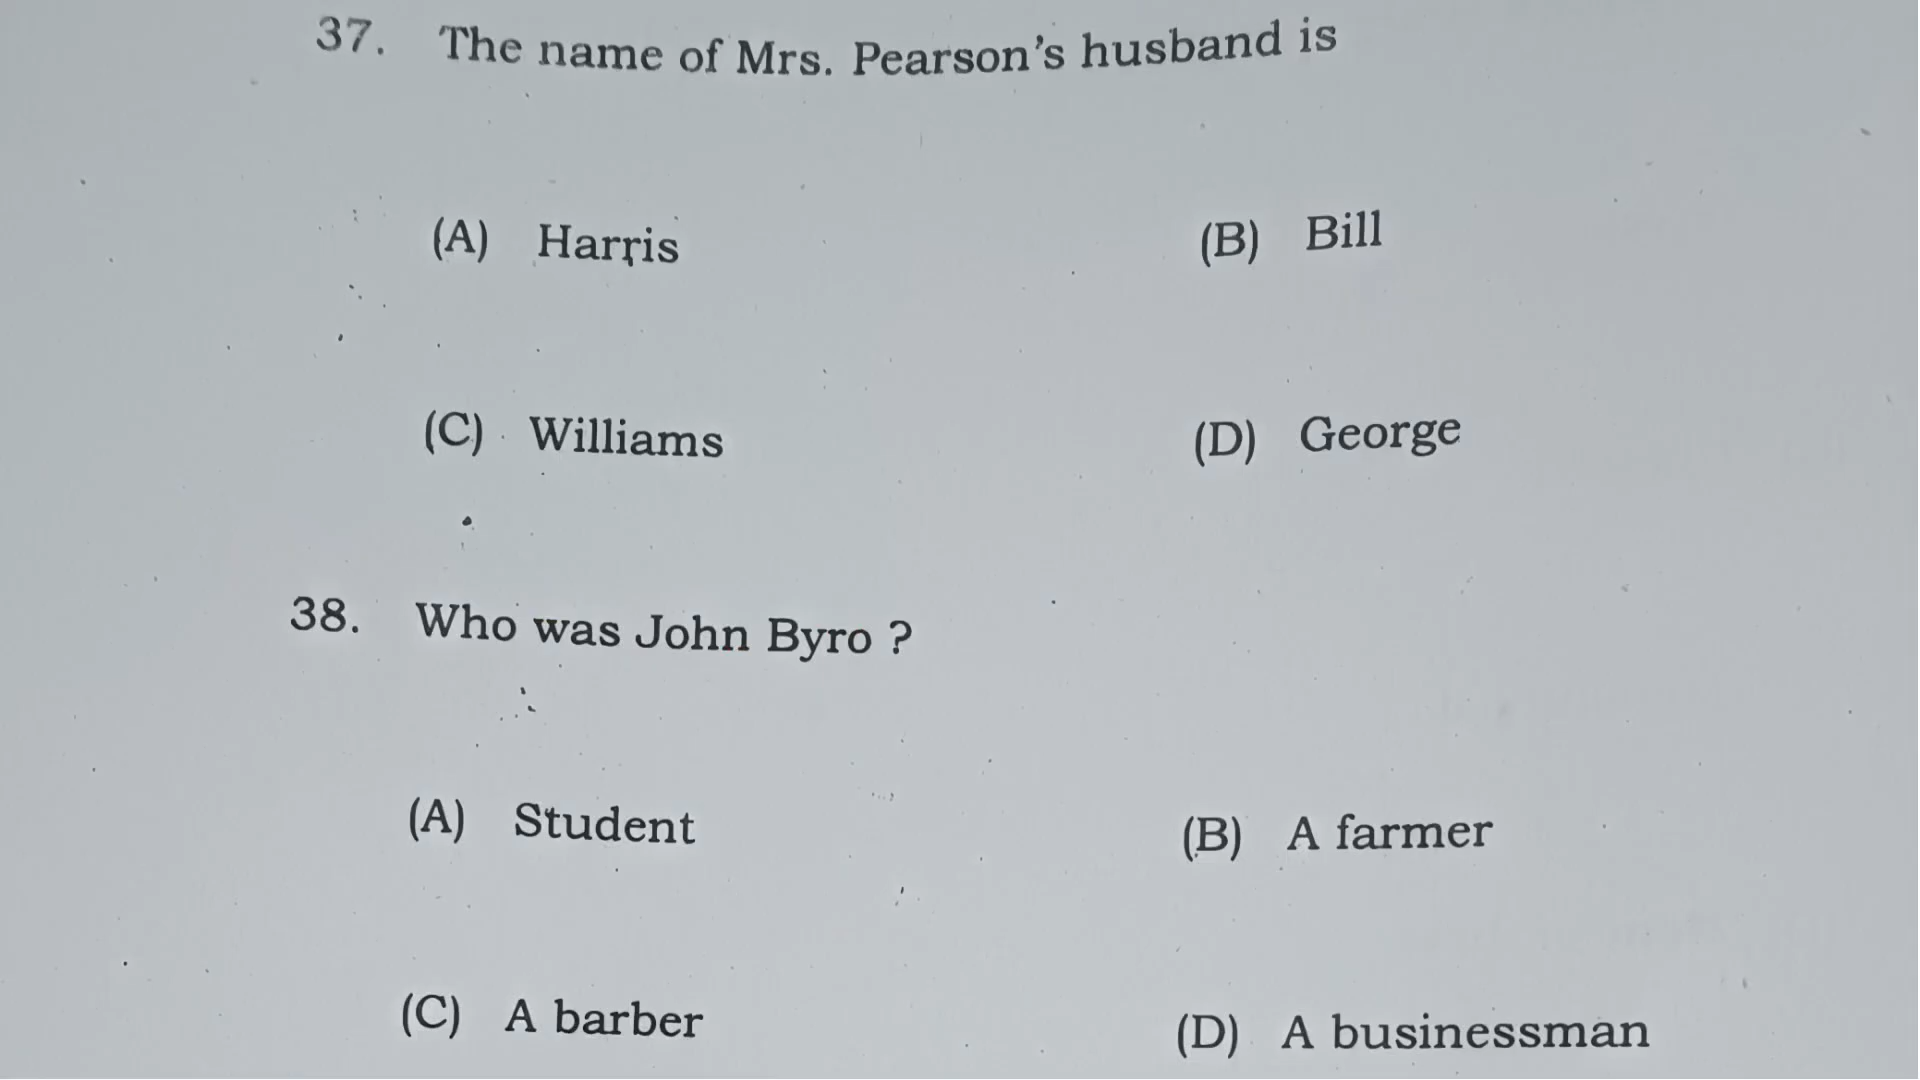 37. The name of Mrs. Pearson's husband is
(A) Harris (B) Bill
(C) Williams (D) George
38. Who was John Byro ?
(A) Student (B) A farmer
(C) A barber (D) A businessman